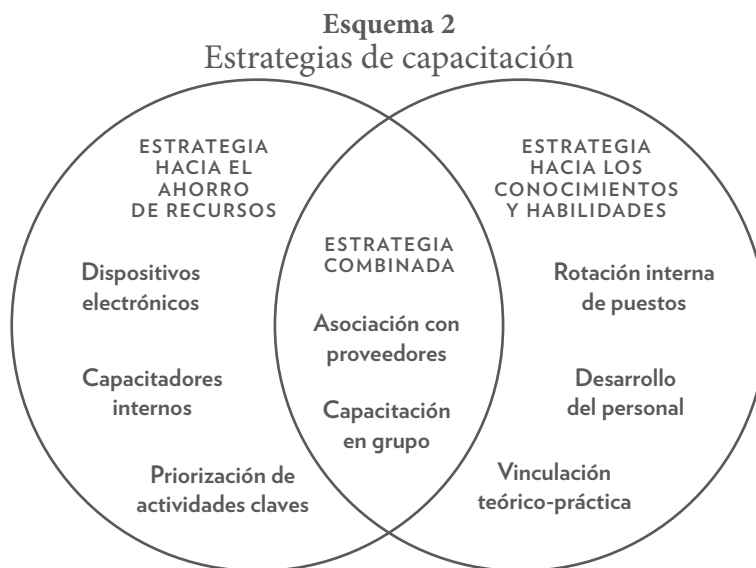 Esquema 2
Estrategias de capacitación
ESTRATEGIA
HACIA EL
AHORRO
DE RECURSOS
Dispositivos
electrónicos
Capacitadores
internos
Priorización de
actividades claves
ESTRATEGIA
COMBINADA
Asociación con
proveedores
Capacitación
en grupo
ESTRATEGIA
HACIA LOS
CONOCIMIENTOS
Y HABILIDADES
Rotación interna
de puestos
Desarrollo
del personal
Vinculación
teórico-práctica